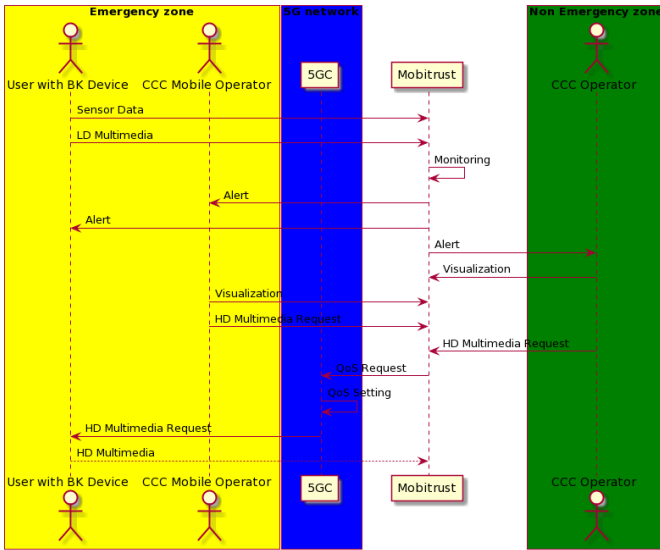 Emergency zone
5G network
Non Emergency zone
User with BK Device
CCC Mobile Operator
5GC
Mobitrust
CCC Operator
Sensor Data
LD Multimedia
Monitoring
Alert
Alert
Alert
Visualization
Visualization
HD Multimedia Request
HD Multimedia Request
QoS Request
QoS Setting
HD Multimedia Request
HD Multimedia
User with BK Device
CCC Mobile Operator
5GC
Mobitrust
CCC Operator